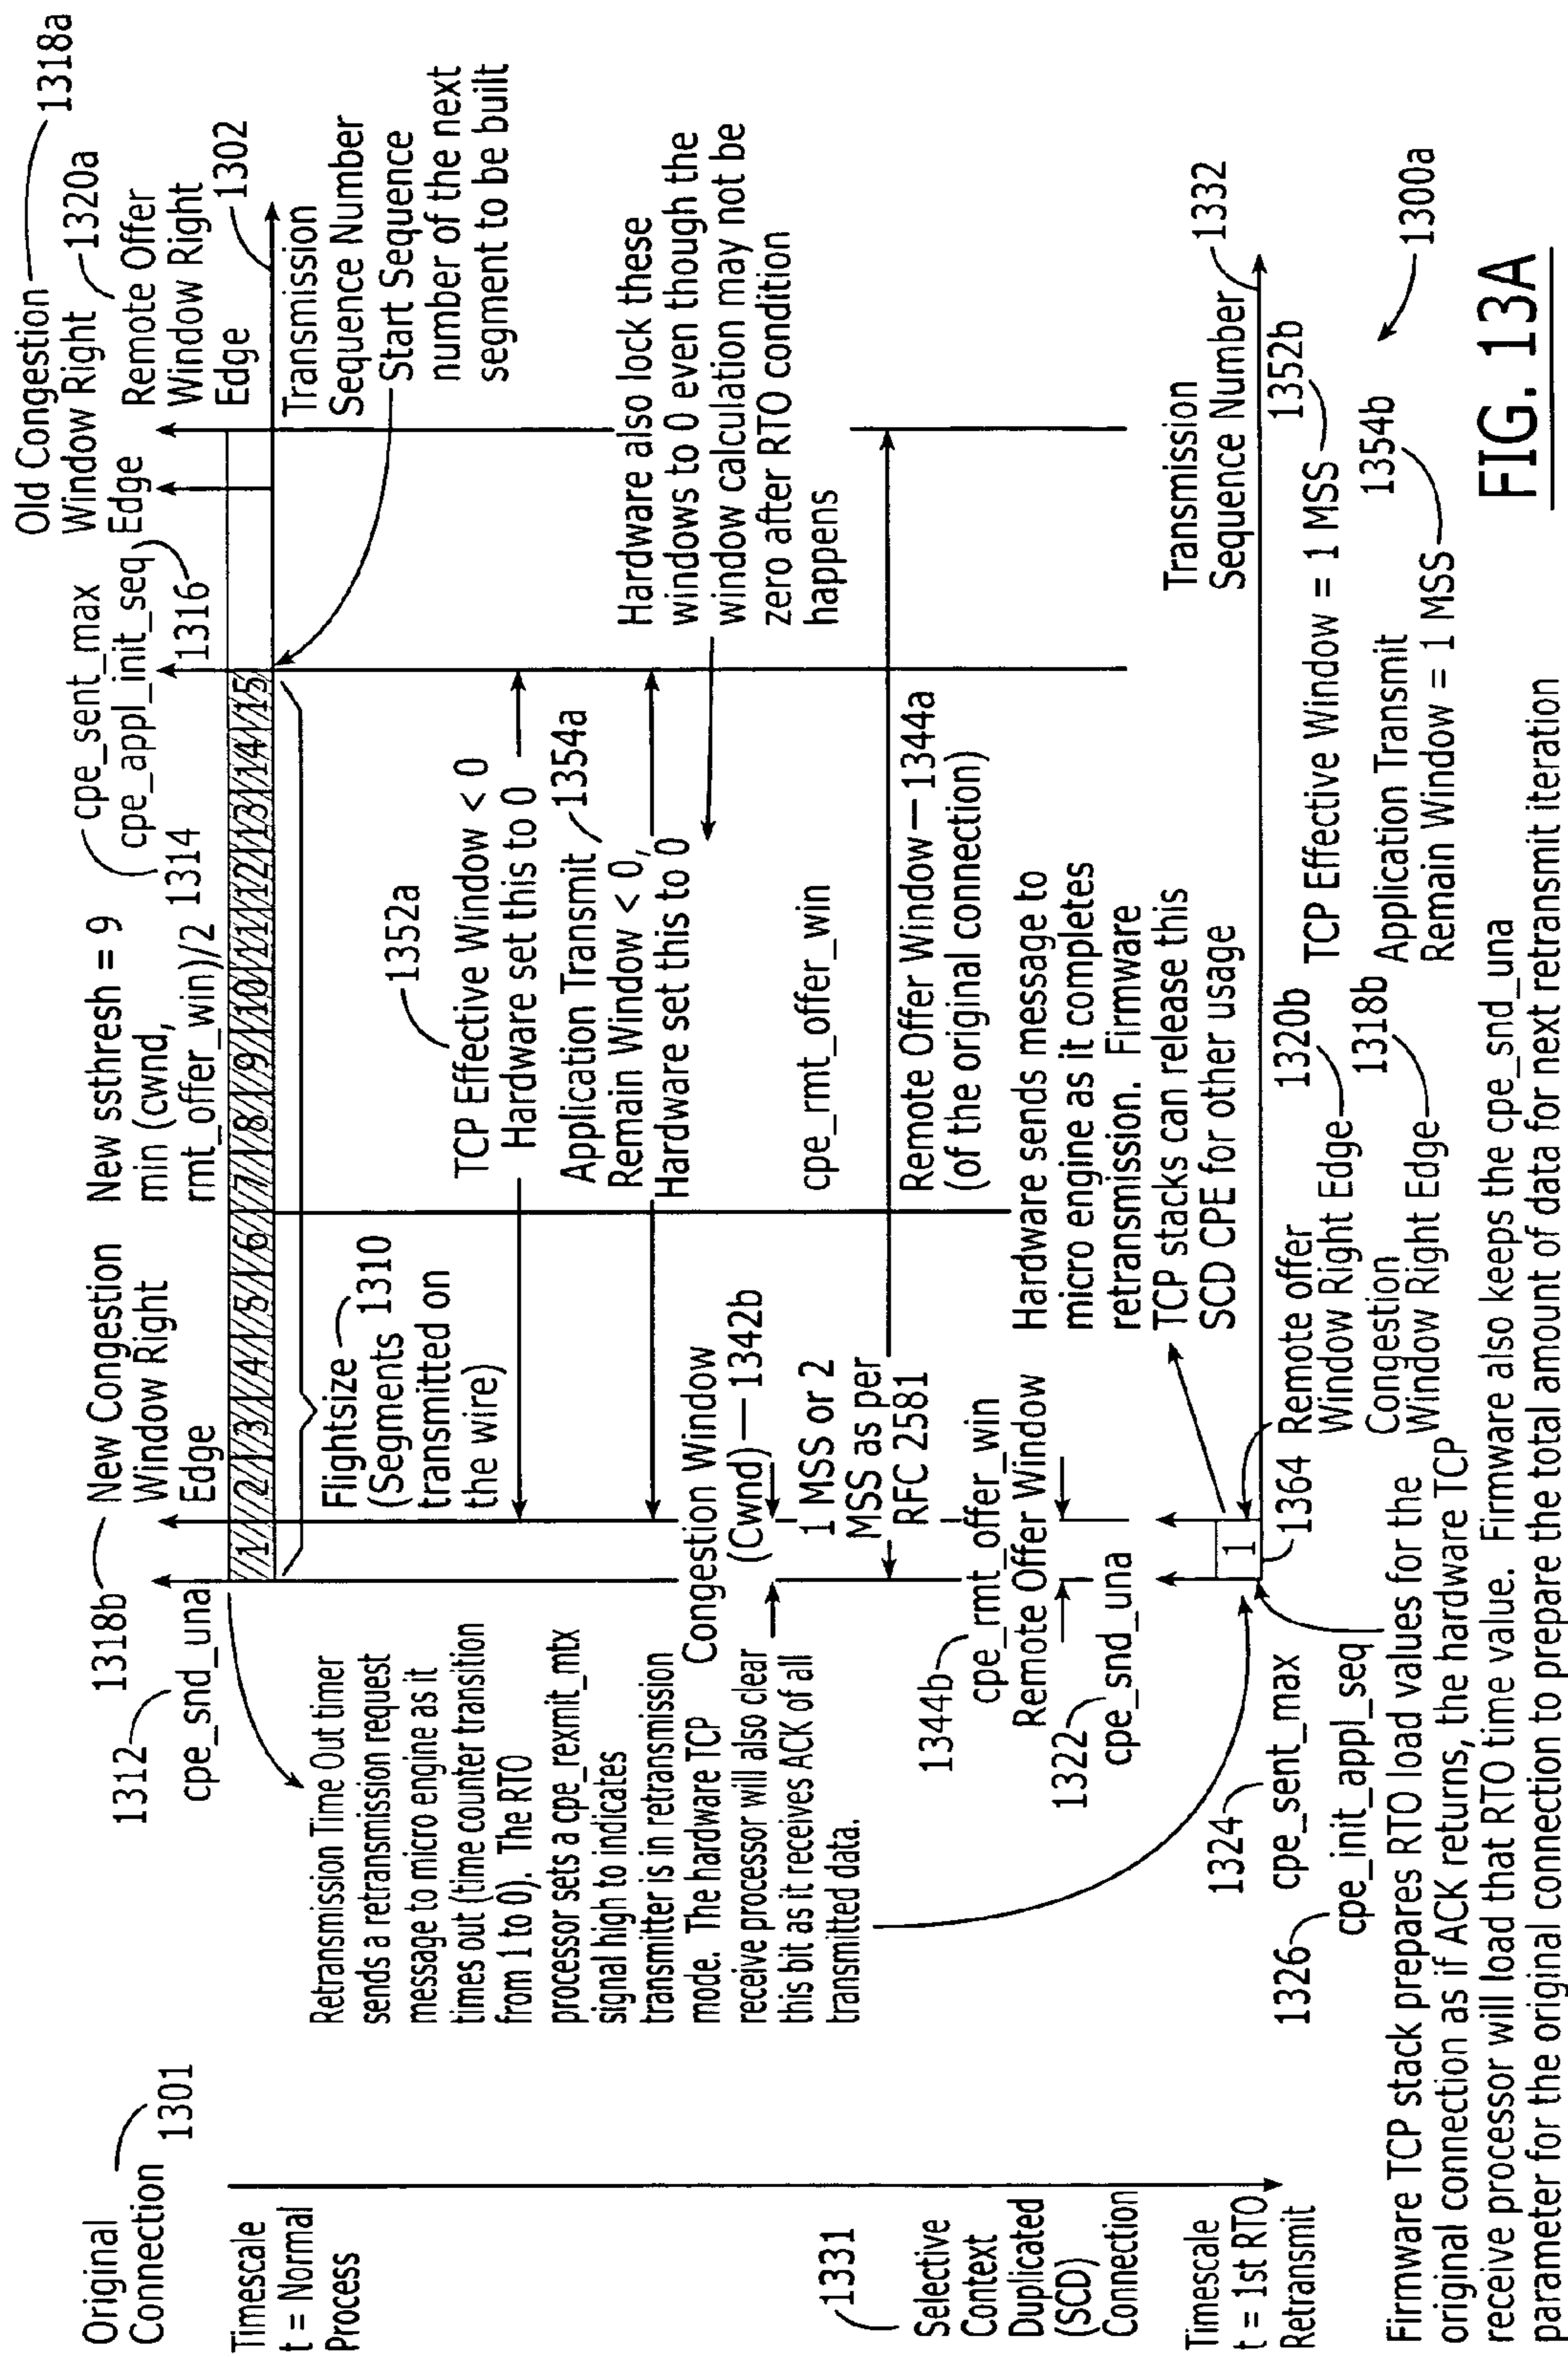 Original
Connection
1301
Timescale
t = Normal
Process
1318b
New Congestion
Window Right
Edge
1312
cpe_snd_una
New ssthresh = 9
min (cwnd,
rmt_offer_win)/2
cpe_sent_max
cpe_appl_init_seq
1314
1316
Old Congestion
Window Right
Edge
1318a
1320a
Remote Offer
Window Right
Edge
1302
1 2 3 4 5 6 7 8 9 10 11 12 13 14 15
Transmission
Sequence Number
Start Sequence
number of the next
segment to be built
Retransmission Time Out timer
sends a retransmission request
message to micro engine as it
times out (time counter transition
from 1 to 0). The RTO
processor sets a cpe_rexmit_mtx
signal high to indicates
transmitter is in retransmission
mode. The hardware TCP
receive processor will also clear
this bit as it receives ACK of all
transmitted data.
Flightsize
1310
(Segments
transmitted on
the wire)
1352a
TCP Effective Window < 0
Hardware set this to 0
Application Transmit
1354a
Remain Window < 0,
Hardware set this to 0
Hardware also lock these
windows to 0 even though the
window calculation may not be
zero after RTO condition
happens
Congestion Window
(Cwnd)
1342b
1 MSS or 2
MSS as per
RFC 2581
cpe_rmt_offer_win
Remote Offer Window
1344a
(of the original connection)
1344b
cpe_rmt_offer_win
Remote Offer Window
1322
cpe_snd_una
Hardware sends message to
micro engine as it completes
retransmission. Firmware
TCP stacks can release this
SCD CPE for other usage
1331
Selective
Context
Duplicated
(SCD)
Connection
Timescale
t = 1st RTO
Retransmit
1
Transmission
Sequence Number
1332
1324
cpe_sent_max
1326
cpe_init_appl_seq
1364
Remote offer
Window Right Edge
1320b
Congestion
Window Right Edge
1318b
TCP Effective Window = 1 MSS
1352b
Application Transmit
Remain Window = 1 MSS
1354b
1300a
Firmware TCP stack prepares RTO load values for the
original connection as if ACK returns, the hardware TCP
receive processor will load that RTO time value. Firmware also keeps the cpe_snd_una
parameter for the original connection to prepare the total amount of data for next retransmit iteration
FIG. 13A